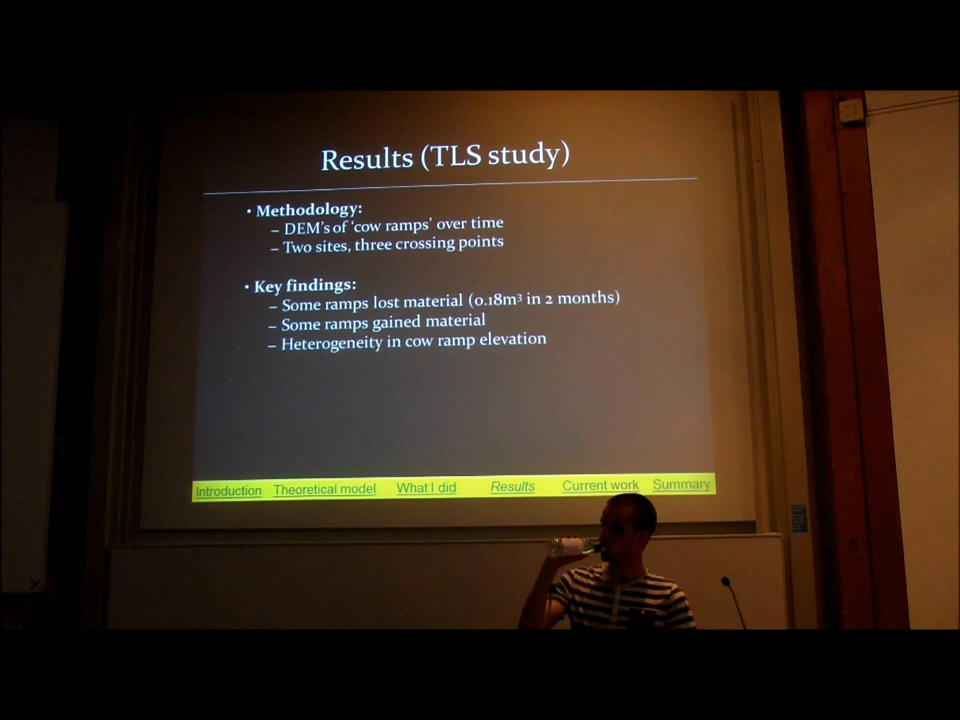 Results (TLS study)
• Methodology:
– DEM's of 'cow ramps' over time
– Two sites, three crossing points
• Key findings:
– Some ramps lost material (0.18m³ in 2 months)
– Some ramps gained material
– Heterogeneity in cow ramp elevation
Introduction Theoretical model What I did Results Current work Summary